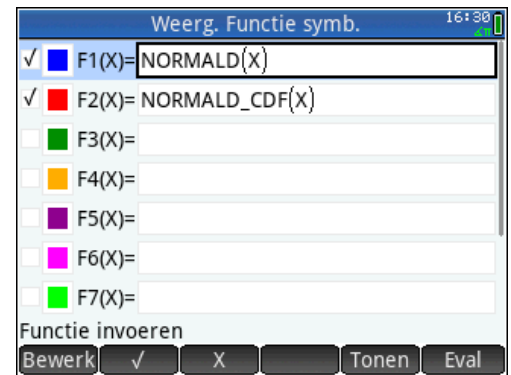 Weerg. Functie symb.
16:30
∡π
√ F1(X)= NORMALD(X)
√ F2(X)= NORMALD_CDF(X)
F3(X)=
F4(X)=
F5(X)=
F6(X)=
F7(X)=
Functie invoeren
Bewerk √ X Tonen Eval